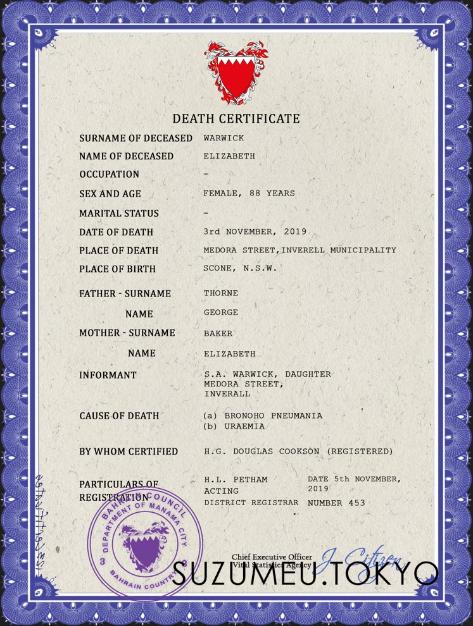 DEATH CERTIFICATE
SURNAME OF DECEASED WARWICK
NAME OF DECEASED ELIZABETH
OCCUPATION –
SEX AND AGE FEMALE, 88 YEARS
MARITAL STATUS –
DATE OF DEATH 3rd NOVEMBER, 2019
PLACE OF DEATH MEDORA STREET,INVERELL MUNICIPALITY
PLACE OF BIRTH SCONE, N.S.W.
FATHER - SURNAME THORNE
NAME GEORGE
MOTHER - SURNAME BAKER
NAME ELIZABETH
INFORMANT S.A. WARWICK, DAUGHTER
MEDORA STREET,
INVERALL
CAUSE OF DEATH (a) BRONOHO PNEUMANIA
(b) URAEMIA
BY WHOM CERTIFIED H.G. DOUGLAS COOKSON (REGISTERED)
PARTICULARS OF REGISTRATION H.L. PETHAM DATE 5th NOVEMBER,
ACTING 2019
DISTRICT REGISTRAR NUMBER 453
BAHRAIN COUNCIL
DEPARTMENT OF MANAMA CITY
BAHRAIN COUNTRY
3 3
Chief Executive Officer
Vital Statistics Agency
J. Citizen
SUZUMEU.TOKYO